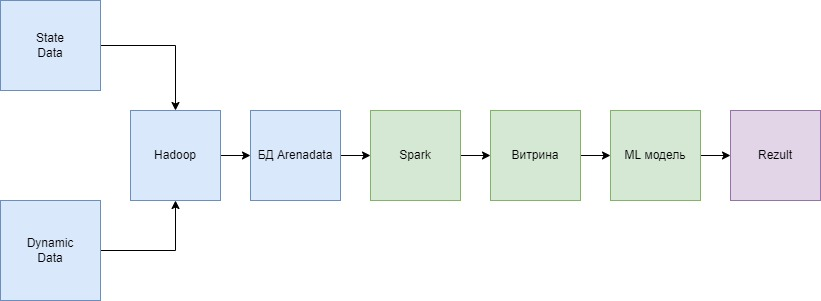 State
Data
Hadoop
БД Arenadata
Spark
Витрина
ML модель
Rezult
Dynamic
Data